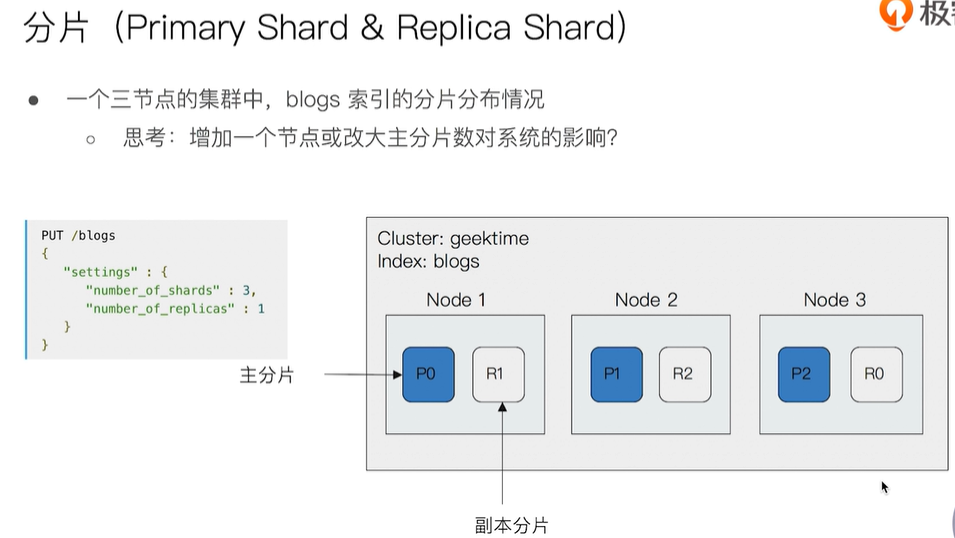 分片（Primary Shard & Replica Shard）
极客
一个三节点的集群中，blogs 索引的分片分布情况
思考：增加一个节点或改大主分片数对系统的影响？
PUT /blogs
{
"settings" : {
"number_of_shards" : 3,
"number_of_replicas" : 1
}
}
Cluster: geektime
Index: blogs
Node 1
Node 2
Node 3
P0
R1
P1
R2
P2
R0
主分片
副本分片